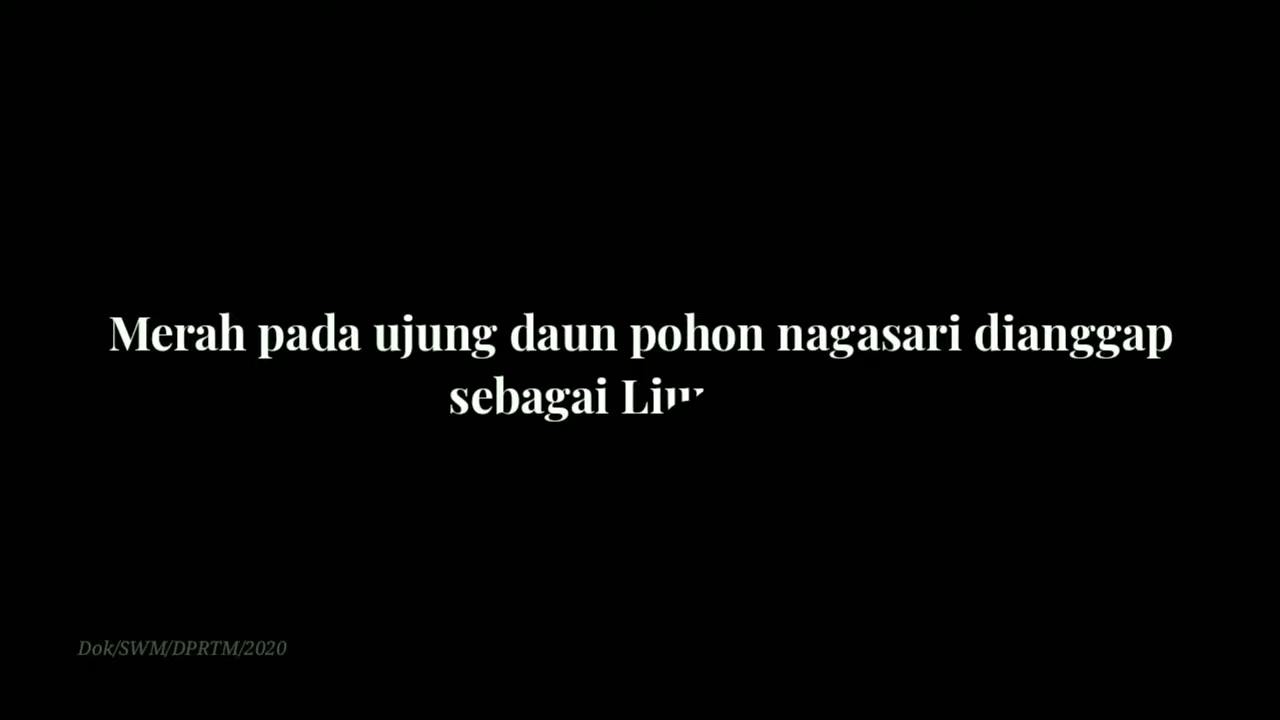 Merah pada ujung daun pohon nagasari dianggap
sebagai
Dok/SWM/DPRTM/2020